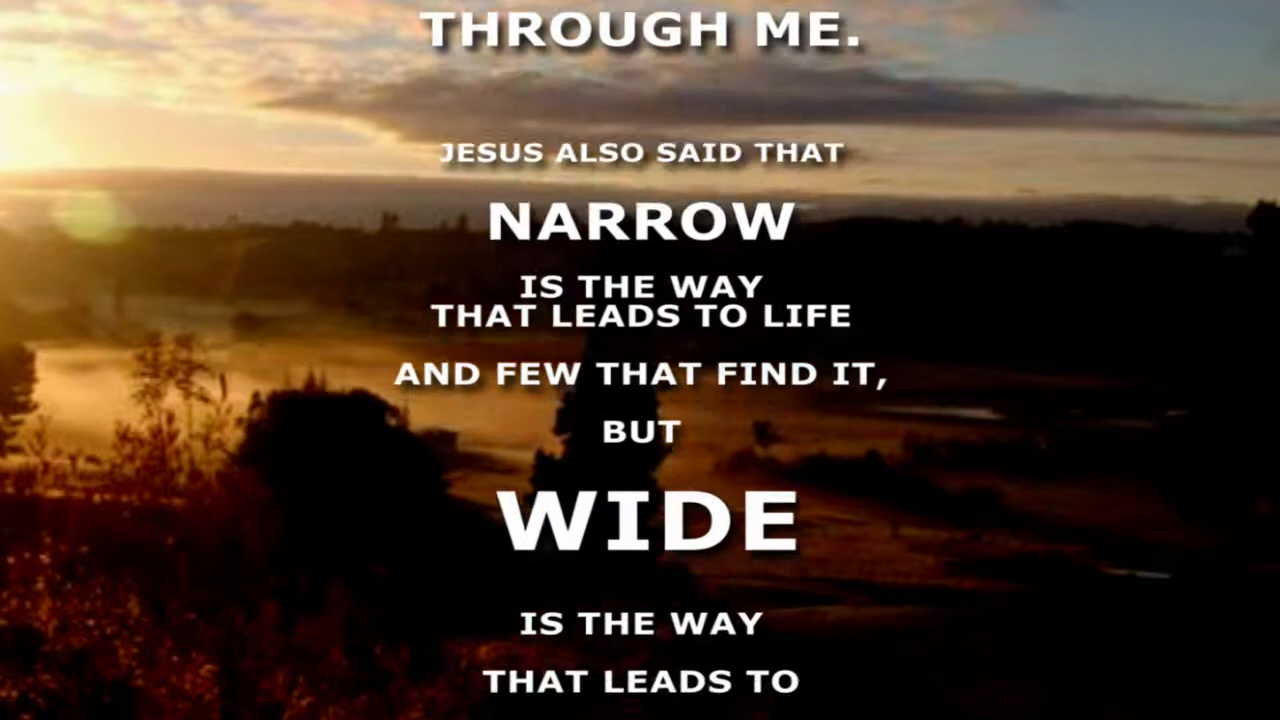 THROUGH ME.
JESUS ALSO SAID THAT
NARROW
IS THE WAY
THAT LEADS TO LIFE
AND FEW THAT FIND IT,
BUT
WIDE
IS THE WAY
THAT LEADS TO